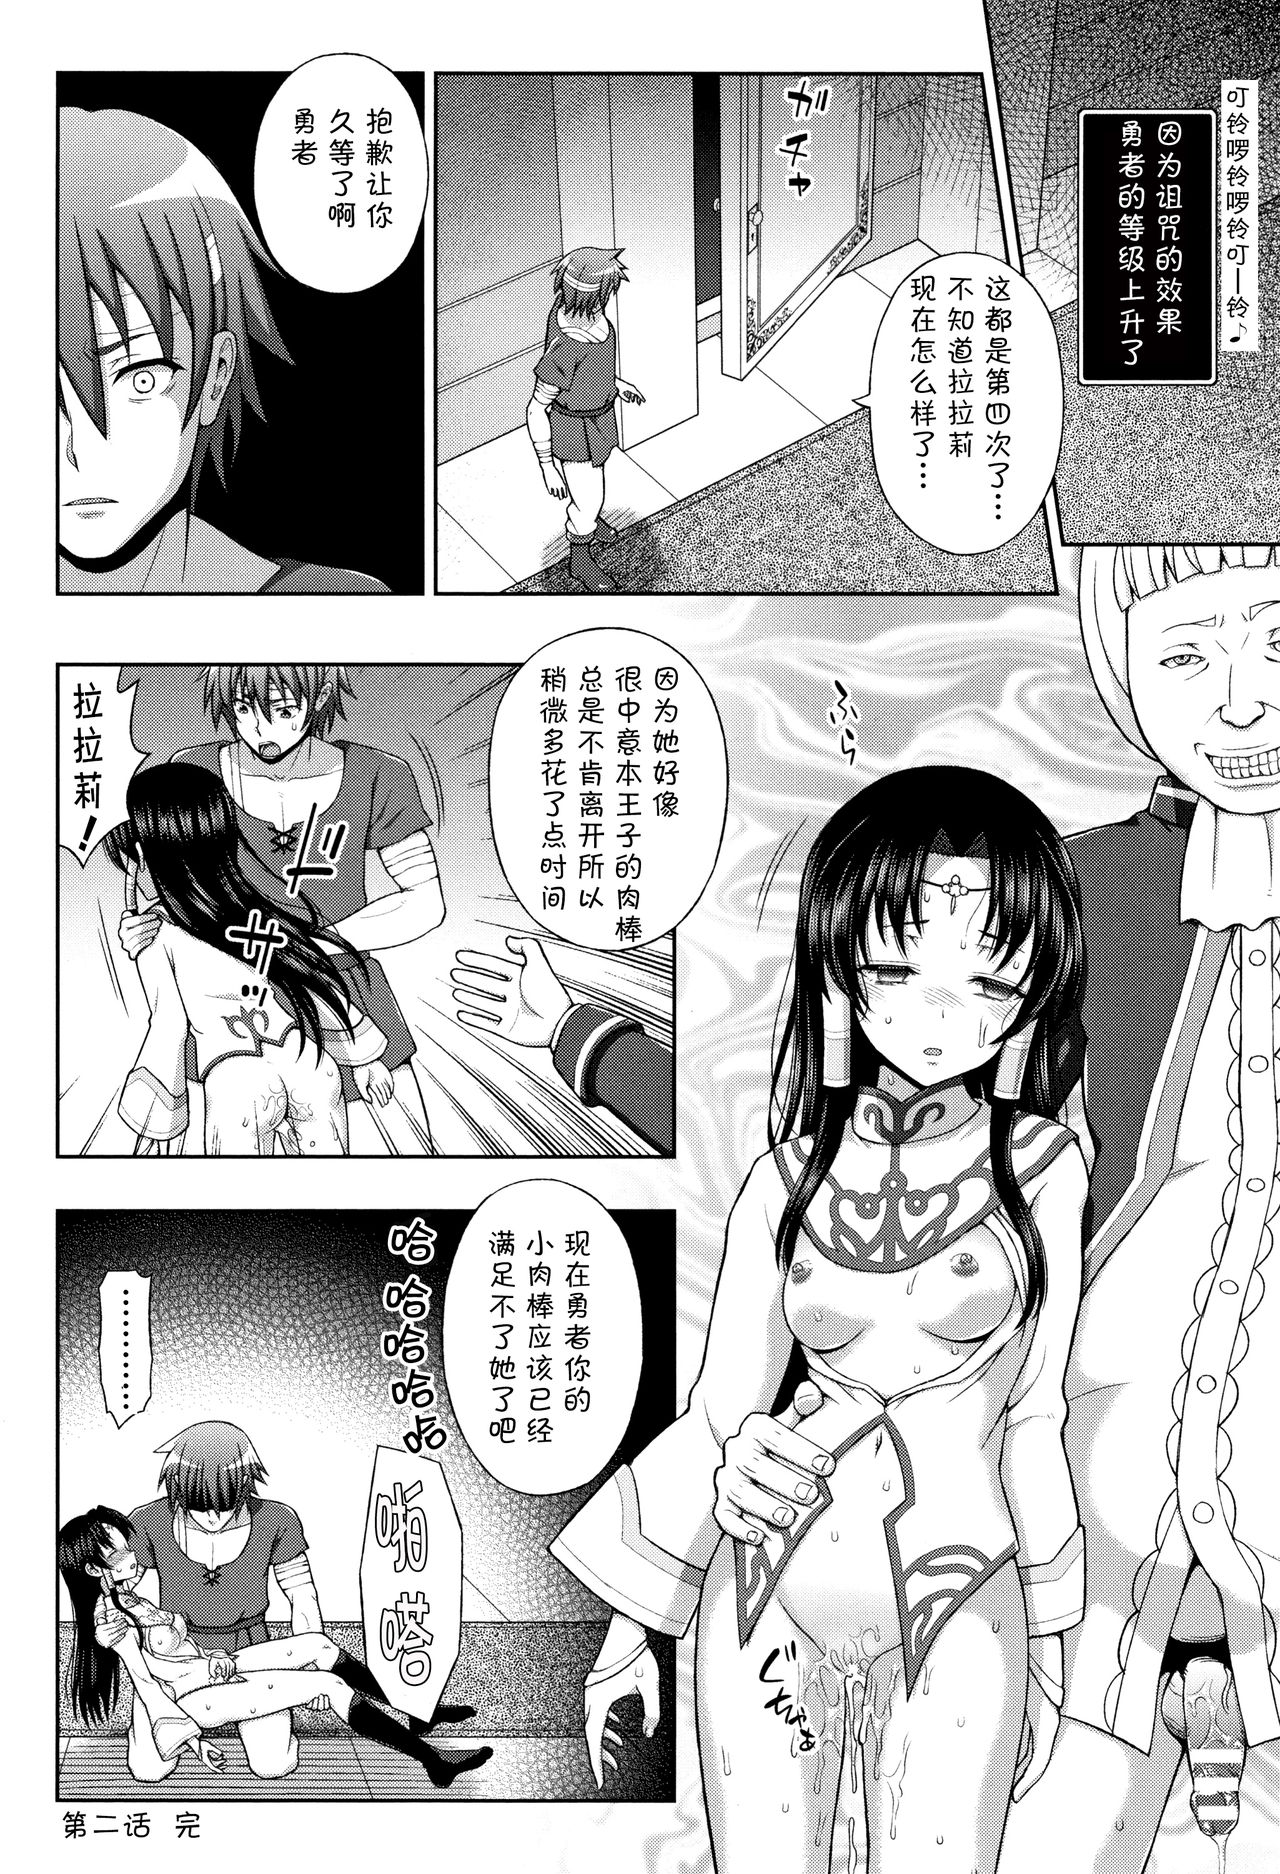 叮铃啰铃啰铃叮—铃♪
因为诅咒的效果
勇者的等级上升了
这都是第四次了…
不知道拉拉莉
现在怎么样了…
ガチャ
抱歉让你
久等了啊
勇者
ふら
因为她好像
很中意本王子的肉棒
总是不肯离开所以
稍微多花了点时间
拉拉莉！
ドサッ
ぐちゅ
现在勇者你的
小肉棒应该已经
满足不了她了吧
哈哈哈哈哈
啪嗒
………
第二话 完